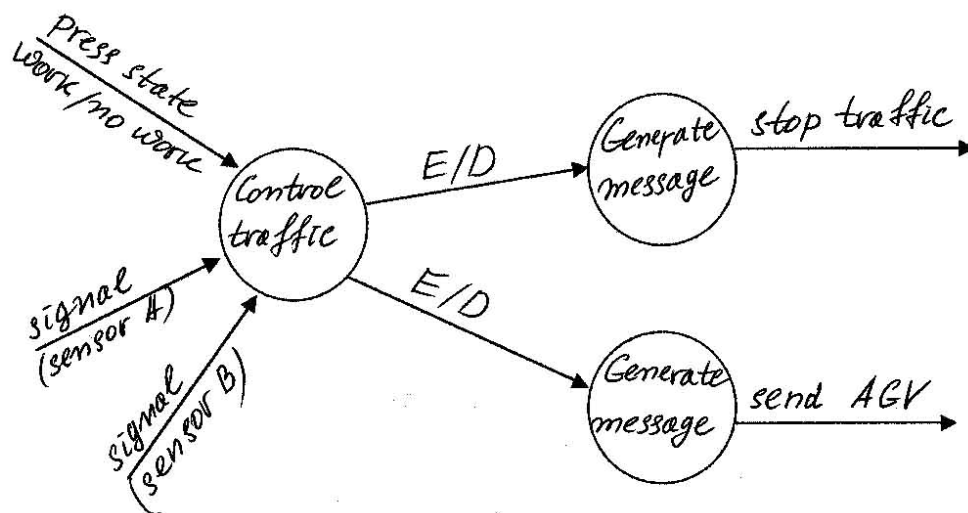 press state
work/no work
Control
traffic
signal
(sensor A)
signal
(sensor B)
E/D
E/D
Generate
message
stop traffic
Generate
message
send AGV